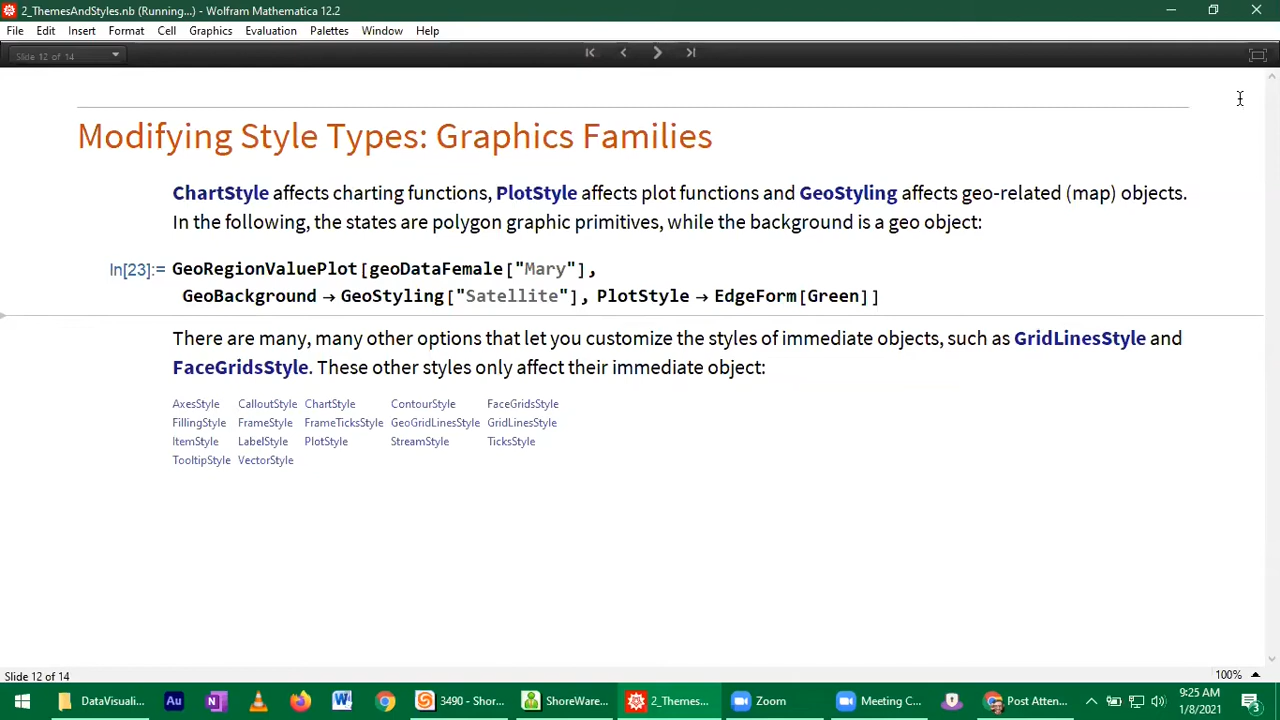 2_ThemesAndStyles.nb (Running...) - Wolfram Mathematica 12.2
File Edit Insert Format Cell Graphics Evaluation Palettes Window Help
Slide 12 of 14
Modifying Style Types: Graphics Families
ChartStyle affects charting functions, PlotStyle affects plot functions and GeoStyling affects geo-related (map) objects.
In the following, the states are polygon graphic primitives, while the background is a geo object:
In[23]:= GeoRegionValuePlot[geoDataFemale["Mary"],
GeoBackground → GeoStyling["Satellite"], PlotStyle → EdgeForm[Green]]
There are many, many other options that let you customize the styles of immediate objects, such as GridLinesStyle and
FaceGridsStyle. These other styles only affect their immediate object:
AxesStyle CalloutStyle ChartStyle ContourStyle FaceGridsStyle
FillingStyle FrameStyle FrameTicksStyle GeoGridLinesStyle GridLinesStyle
ItemStyle LabelStyle PlotStyle StreamStyle TicksStyle
TooltipStyle VectorStyle
Slide 12 of 14 100%
DataVisuali... Au N W 3490 - Shor... ShoreWare... 2_Themes... Zoom Meeting C... Post Atten... 9:25 AM
1/8/2021 3